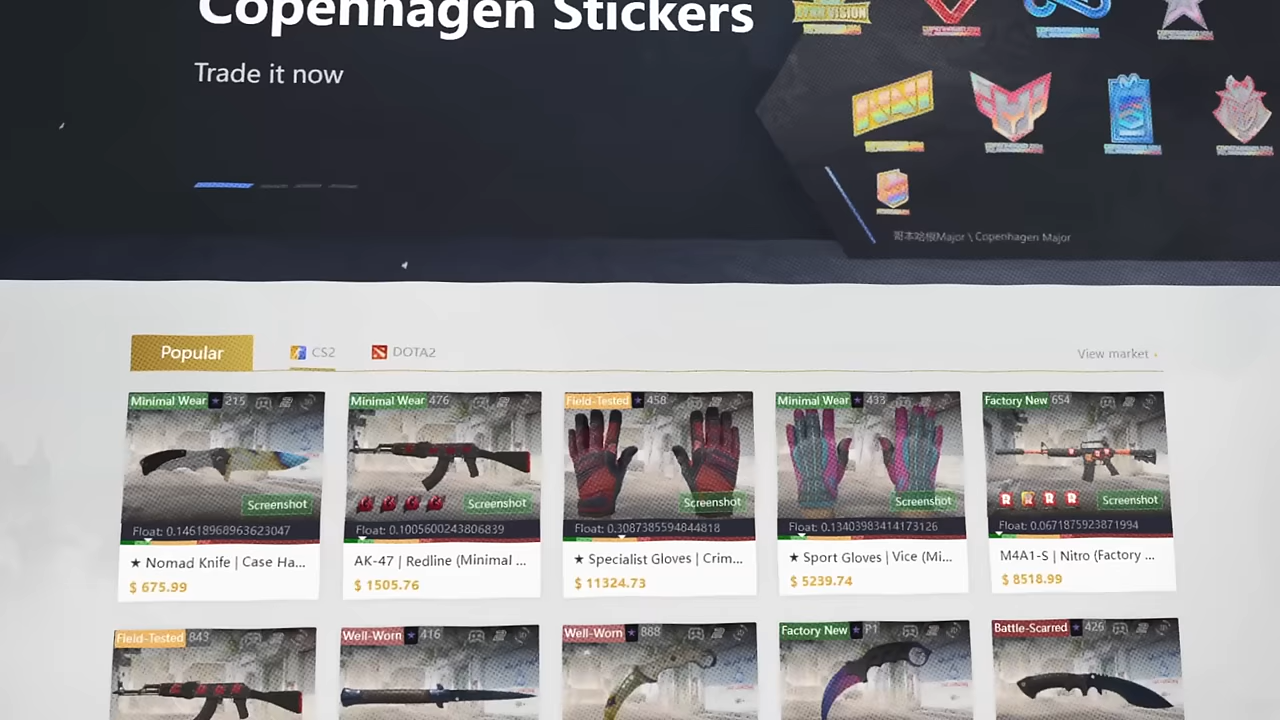 Copenhagen Stickers
Trade it now
哥本哈根Major \ Copenhagen Major
Popular
CS2
DOTA2
View market
Minimal Wear 215
Screenshot
Float: 0.14618968963623047
★ Nomad Knife | Case Ha...
$ 675.99
Minimal Wear 476
Screenshot
Float: 0.1005600243806839
AK-47 | Redline (Minimal ...
$ 1505.76
Field-Tested 458
Screenshot
Float: 0.3087385594844818
★ Specialist Gloves | Crim...
$ 11324.73
Minimal Wear 433
Screenshot
Float: 0.13403983414173126
★ Sport Gloves | Vice (Mi...
$ 5239.74
Factory New 654
Screenshot
Float: 0.0671875923871994
M4A1-S | Nitro (Factory ...
$ 8518.99
Field-Tested 843
Well-Worn 416
Well-Worn 888
Factory New P1
Battle-Scarred 426